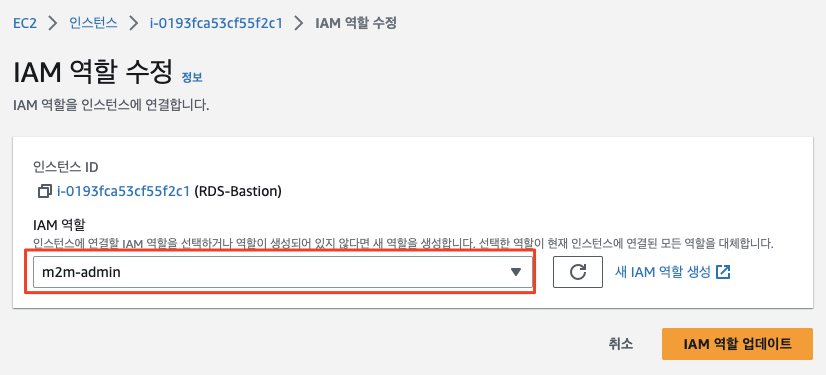 EC2 > 인스턴스 > i-0193fca53cf55f2c1 > IAM 역할 수정
IAM 역할 수정 정보
IAM 역할을 인스턴스에 연결합니다.
인스턴스 ID
i-0193fca53cf55f2c1 (RDS-Bastion)
IAM 역할
인스턴스에 연결할 IAM 역할을 선택하거나 역할이 생성되어 있지 않다면 새 역할을 생성합니다. 선택한 역할이 현재 인스턴스에 연결된 모든 역할을 대체합니다.
m2m-admin
새 IAM 역할 생성
취소
IAM 역할 업데이트